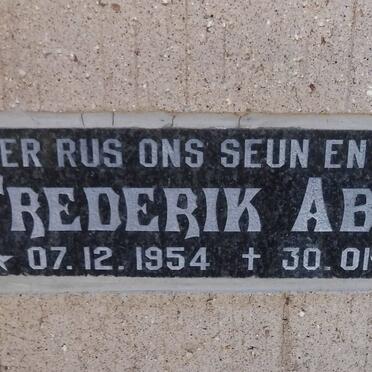 ER RUS ONS SEUN EN
FREDERIK AB
* 07.12.1954 † 30.01